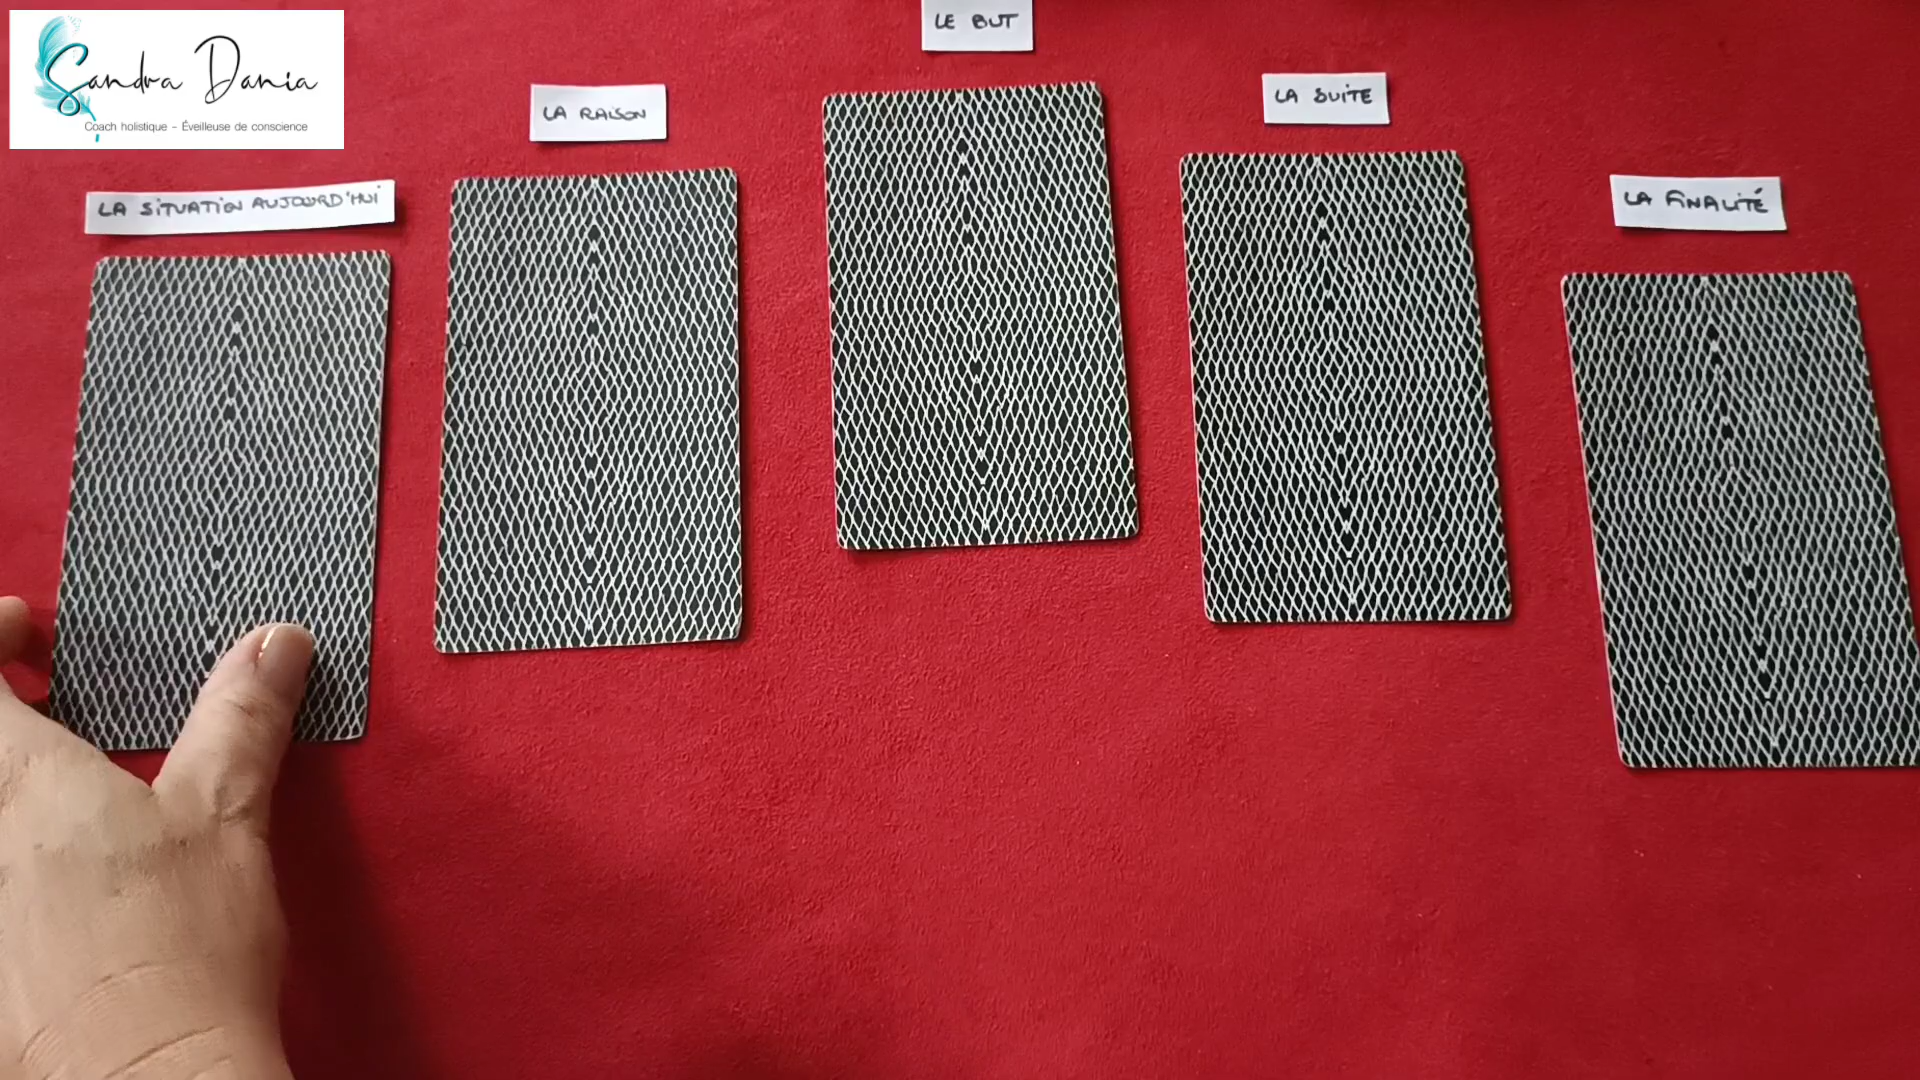 Sandra Dania
Coach holistique – Éveilleuse de conscience
LE BUT
LA RAISON
LA SUITE
LA SITUATION AUJOURD'HUI
LA FINALITÉ